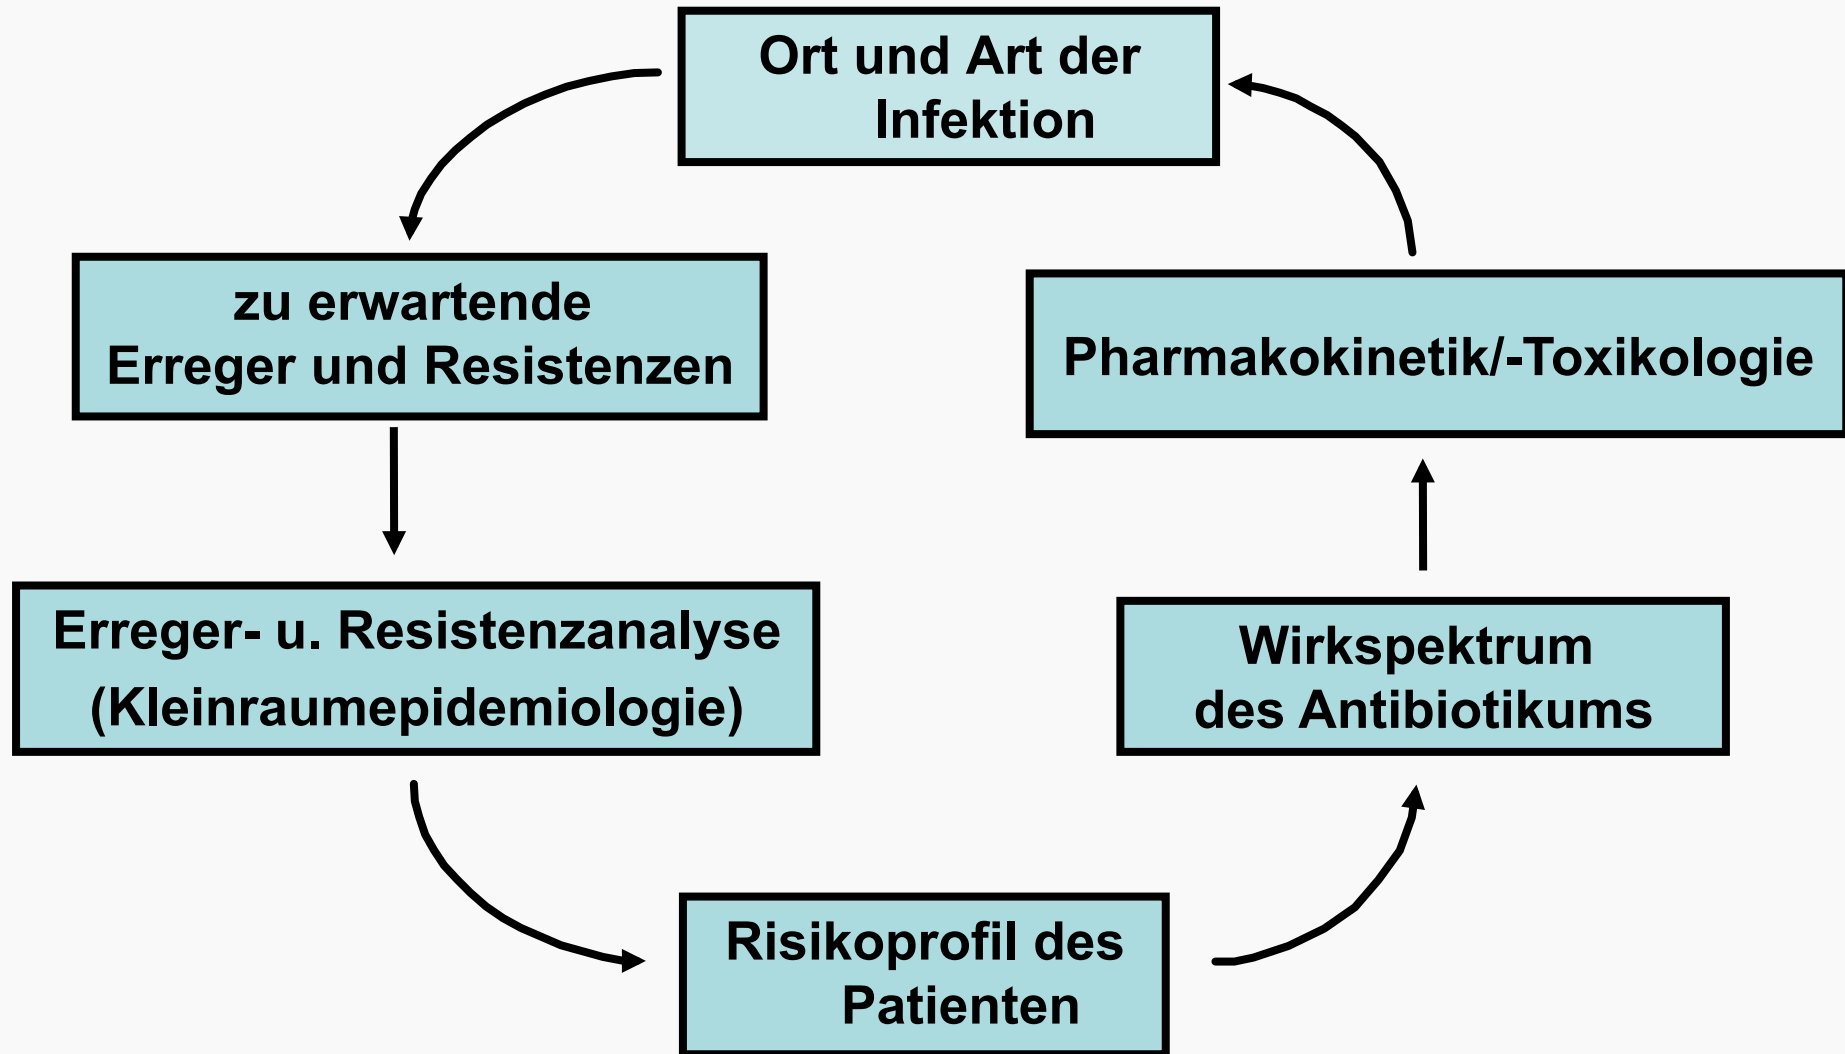 Ort und Art der
Infektion
zu erwartende
Erreger und Resistenzen
Pharmakokinetik/-Toxikologie
Erreger- u. Resistenzanalyse
(Kleinraumepidemiologie)
Wirkspektrum
des Antibiotikums
Risikoprofil des
Patienten